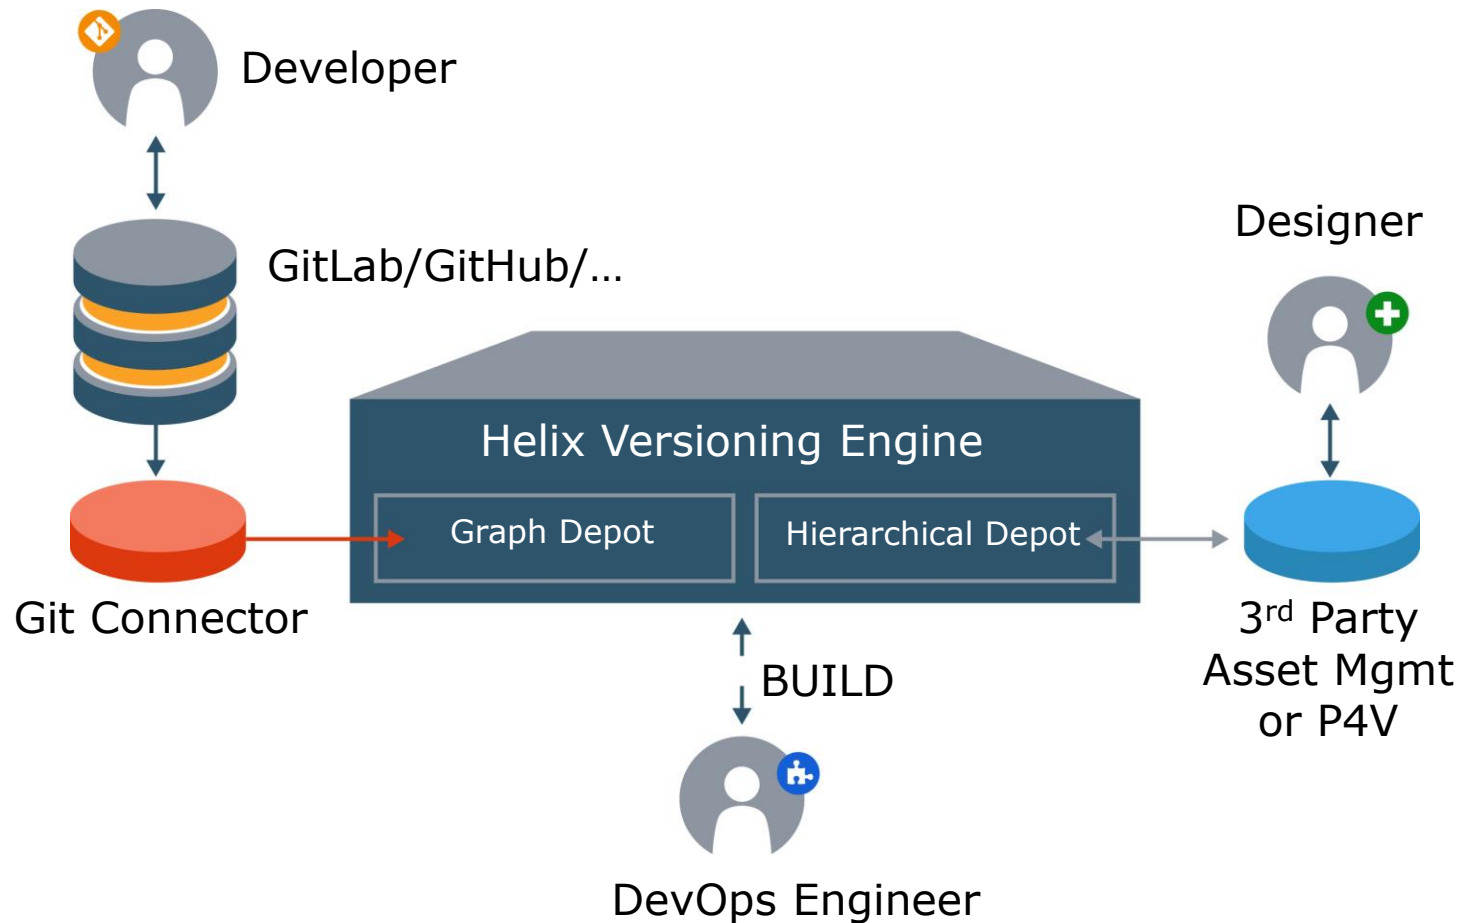 Developer
GitLab/GitHub/…
Designer
Helix Versioning Engine
Graph Depot
Hierarchical Depot
Git Connector
3rd Party
Asset Mgmt
or P4V
BUILD
DevOps Engineer